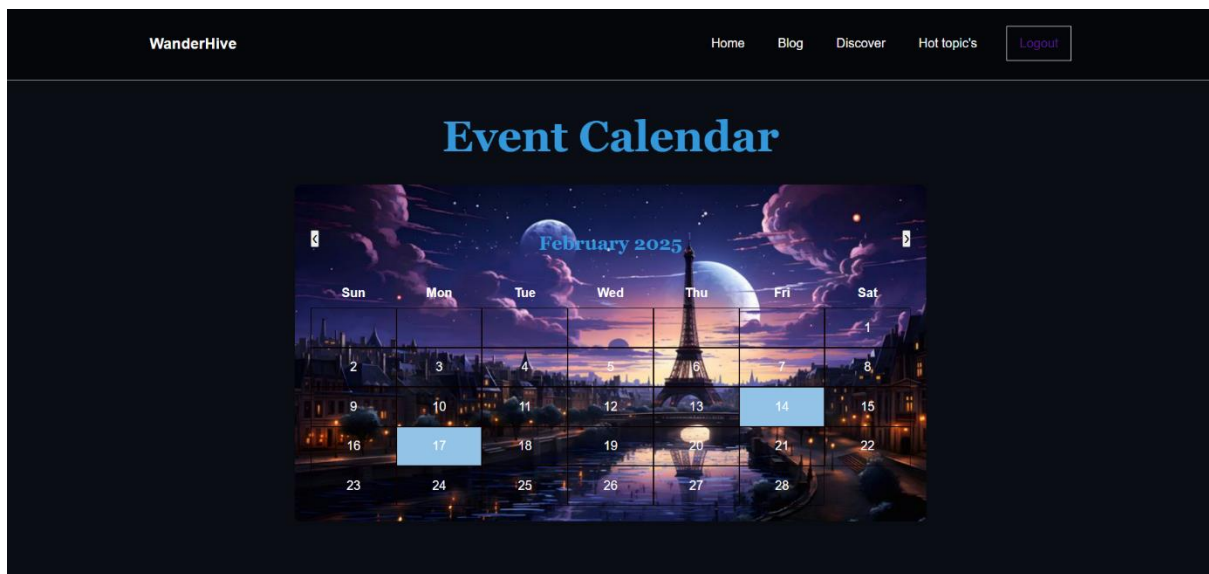 WanderHive Home Blog Discover Hot topic's Logout
Event Calendar
‹ February 2025 ›
Sun Mon Tue Wed Thu Fri Sat
1
2 3 4 5 6 7 8
9 10 11 12 13 14 15
16 17 18 19 20 21 22
23 24 25 26 27 28